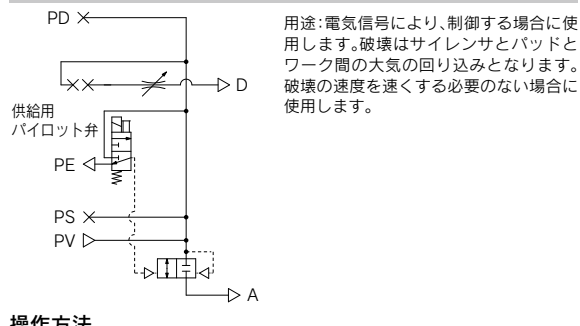 PD
D
供給用
パイロット弁
PE
PS
PV
A
用途：電気信号により、制御する場合に使
用します。破壊はサイレンサとパッドと
ワーク間の大気の回り込みとなります。
破壊の速度を速くする必要のない場合に
使用します。
操作方法